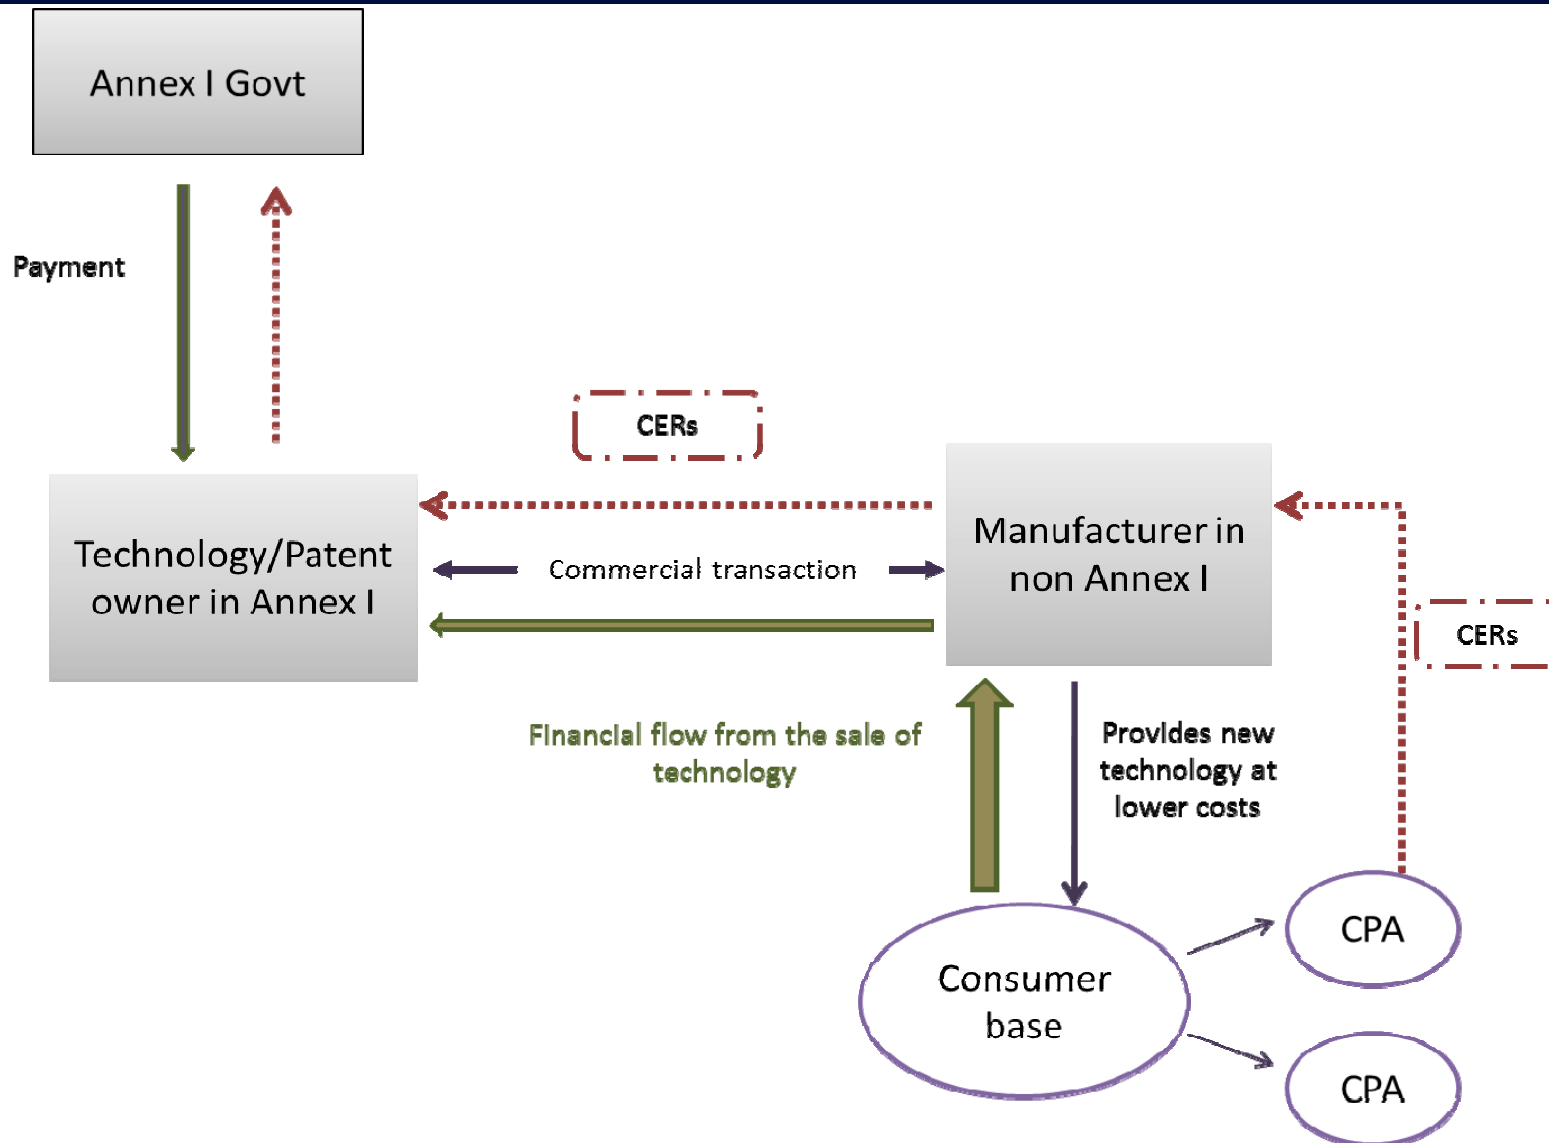 Annex I Govt
Payment
CERs
Technology/Patent
owner in Annex I
Commercial transaction
Manufacturer in
non Annex I
CERs
Financial flow from the sale of
technology
Provides new
technology at
lower costs
Consumer
base
CPA
CPA